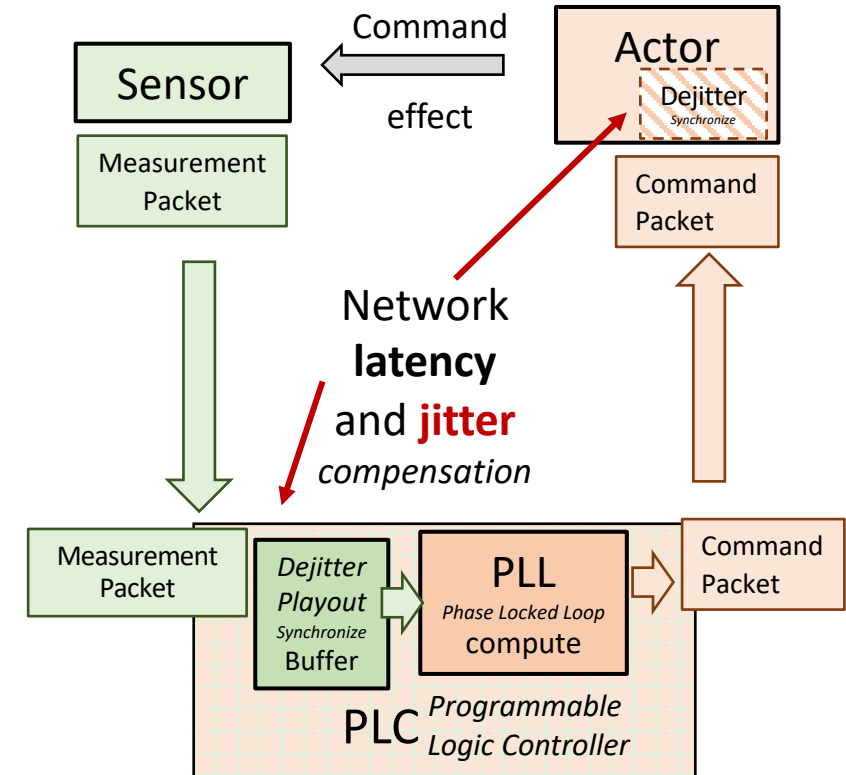 Command
effect
Sensor
Measurement
Packet
Actor
Dejitter
Synchronize
Command
Packet
Network
latency
and jitter
compensation
Measurement
Packet
Dejitter
Playout
Synchronize
Buffer
PLL
Phase Locked Loop
compute
Command
Packet
PLC Programmable
Logic Controller